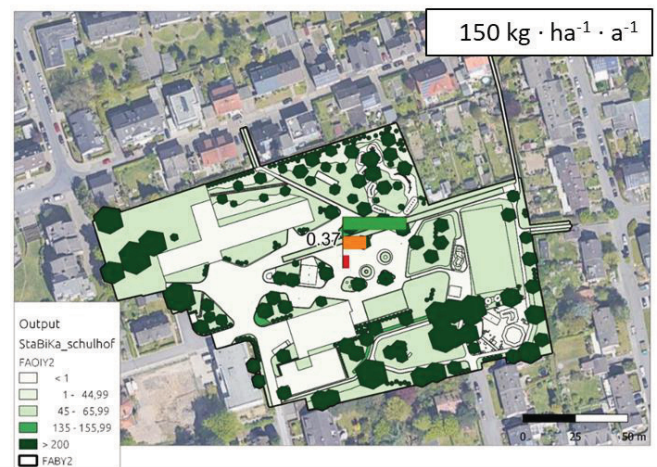 150 kg · ha⁻¹ · a⁻¹
0.37
Output
StaBiKa_schulhof
FAOIY2
< 1
1 - 44,99
45 - 65,99
135 - 155,99
> 200
FABY2
0 25 50 m